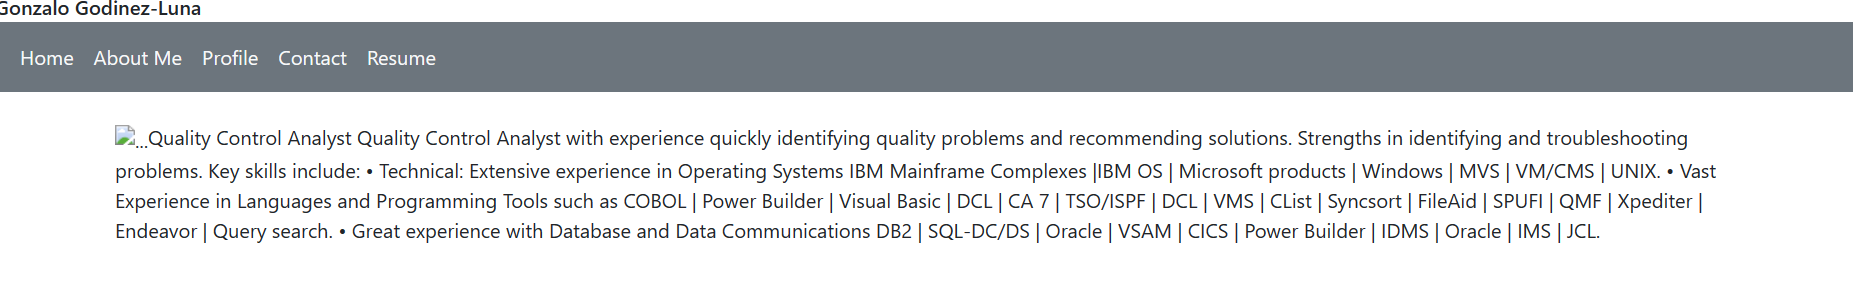 Gonzalo Godinez-Luna
Home About Me Profile Contact Resume
...Quality Control Analyst Quality Control Analyst with experience quickly identifying quality problems and recommending solutions. Strengths in identifying and troubleshooting
problems. Key skills include: • Technical: Extensive experience in Operating Systems IBM Mainframe Complexes |IBM OS | Microsoft products | Windows | MVS | VM/CMS | UNIX. • Vast
Experience in Languages and Programming Tools such as COBOL | Power Builder | Visual Basic | DCL | CA 7 | TSO/ISPF | DCL | VMS | CList | Syncsort | FileAid | SPUFI | QMF | Xpediter |
Endeavor | Query search. • Great experience with Database and Data Communications DB2 | SQL-DC/DS | Oracle | VSAM | CICS | Power Builder | IDMS | Oracle | IMS | JCL.